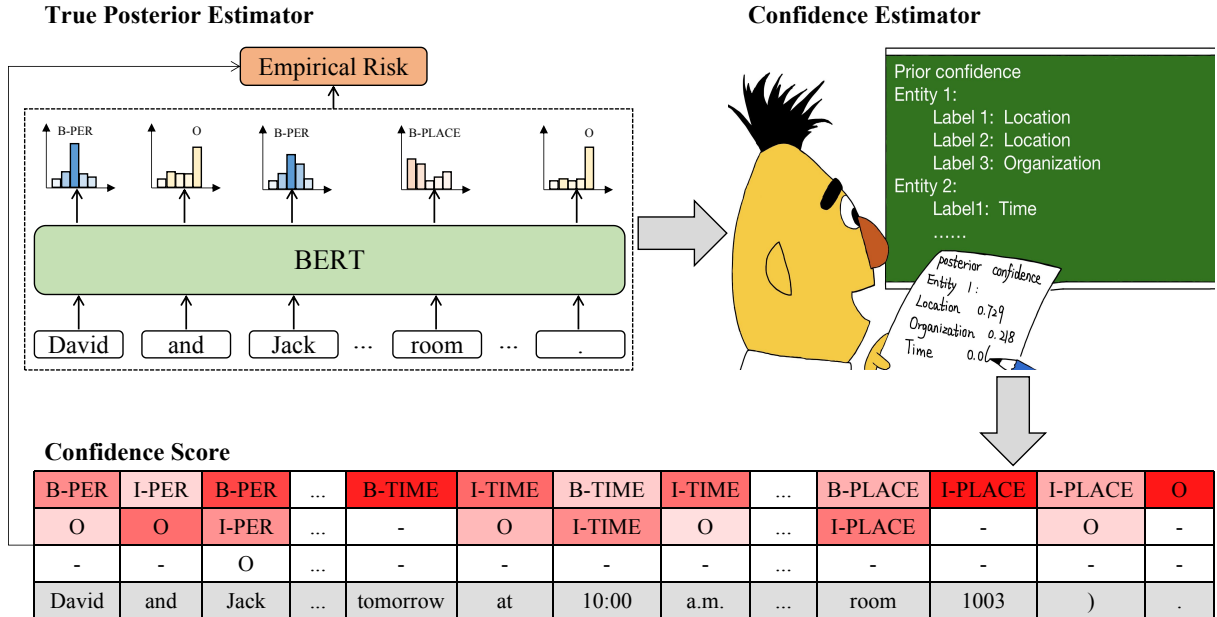 True Posterior Estimator
Confidence Estimator
Empirical Risk
B-PER
O
B-PER
B-PLACE
O
BERT
David and Jack ... room ... .
Prior confidence
Entity 1:
Label 1: Location
Label 2: Location
Label 3: Organization
Entity 2:
Label1: Time
......
posterior confidence
Entity 1:
Location 0.729
Organization 0.218
Time 0.0
Confidence Score
B-PER I-PER B-PER ... B-TIME I-TIME B-TIME I-TIME ... B-PLACE I-PLACE I-PLACE O
O O I-PER ... - O I-TIME O ... I-PLACE - O -
- - O ... - - - - ... - - - -
David and Jack ... tomorrow at 10:00 a.m. ... room 1003 ) .